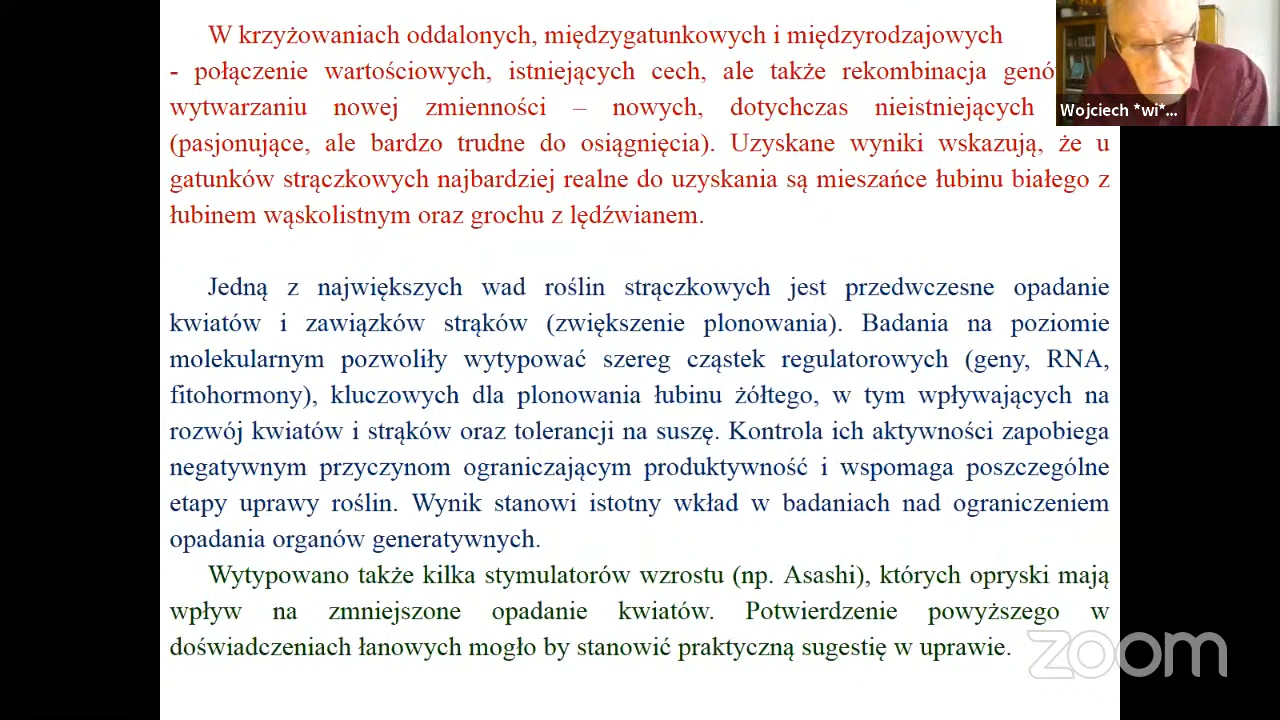 W krzyżowaniach oddalonych, międzygatunkowych i międzyrodzajowych
- połączenie wartościowych, istniejących cech, ale także rekombinacja
wytwarzaniu nowej zmienności – nowych, dotychczas nieistniejących
(pasjonujące, ale bardzo trudne do osiągnięcia). Uzyskane wyniki wskazują, że u
gatunków strączkowych najbardziej realne do uzyskania są mieszańce łubinu białego z
łubinem wąskolistnym oraz grochu z lędźwianem.
Jedną z największych wad roślin strączkowych jest przedwczesne opadanie
kwiatów i zawiązków strąków (zwiększenie plonowania). Badania na poziomie
molekularnym pozwoliły wytypować szereg cząstek regulatorowych (geny, RNA,
fitohormony), kluczowych dla plonowania łubinu żółtego, w tym wpływających na
rozwój kwiatów i strąków oraz tolerancji na suszę. Kontrola ich aktywności zapobiega
negatywnym przyczynom ograniczającym produktywność i wspomaga poszczególne
etapy uprawy roślin. Wynik stanowi istotny wkład w badaniach nad ograniczeniem
opadania organów generatywnych.
Wytypowano także kilka stymulatorów wzrostu (np. Asashi), których opryski mają
wpływ na zmniejszone opadanie kwiatów. Potwierdzenie powyższego w
doświadczeniach łanowych mogło by stanowić praktyczną sugestię w uprawie.
Wojciech *wi*...
zoom